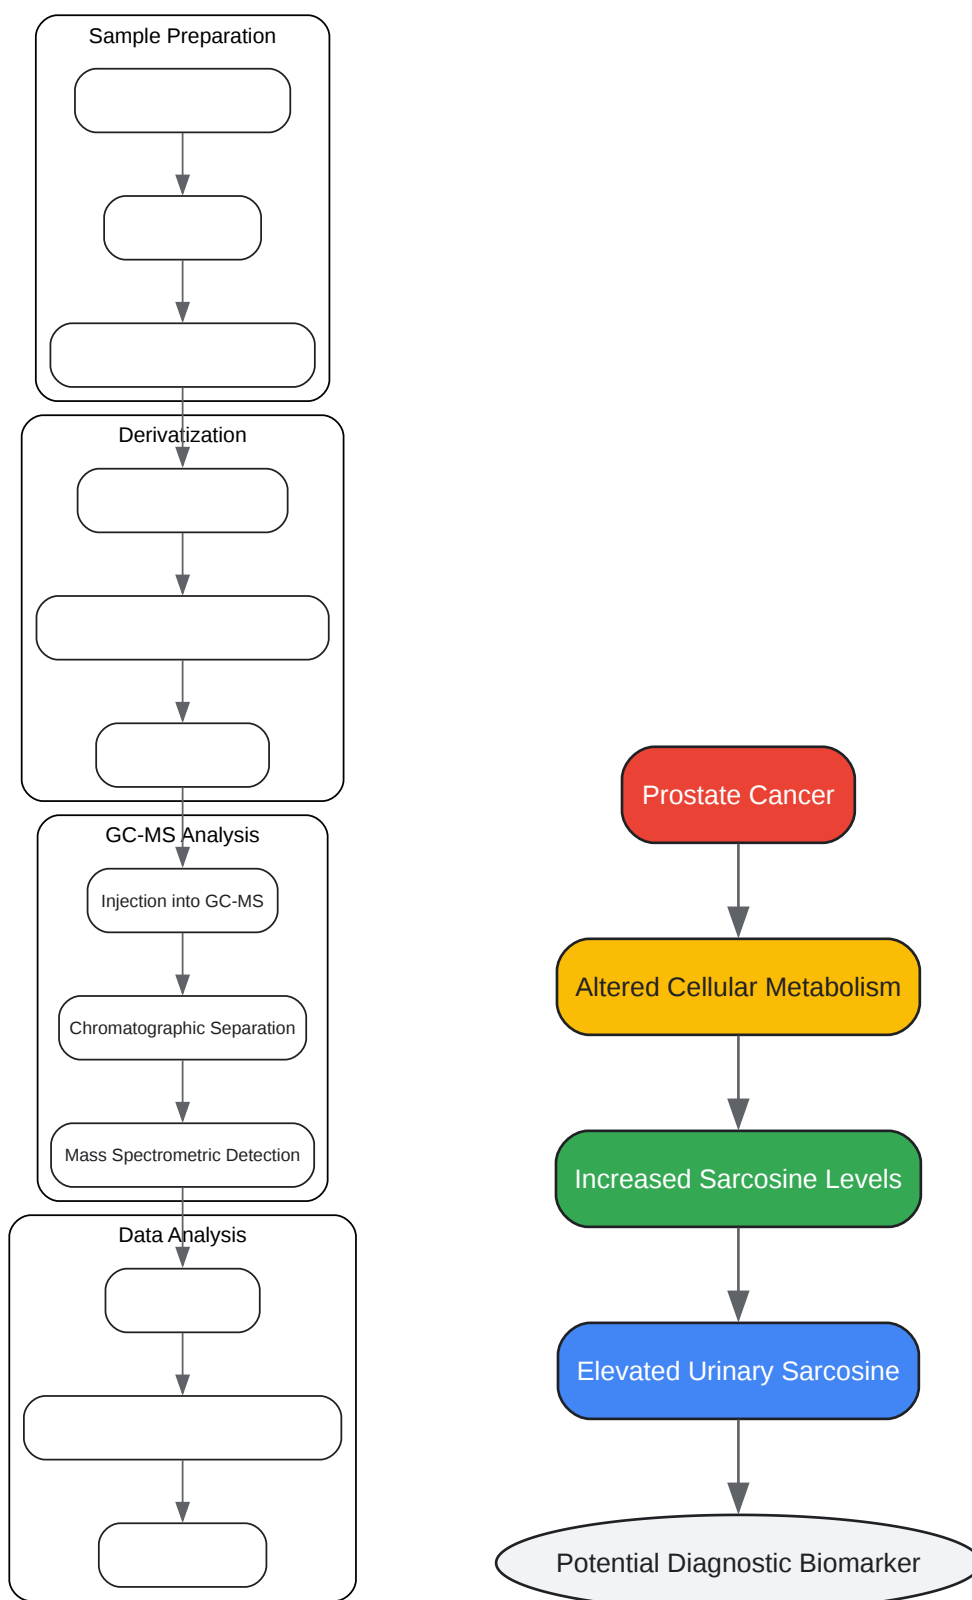 Sample Preparation
Derivatization
GC-MS Analysis
Injection into GC-MS
Chromatographic Separation
Mass Spectrometric Detection
Data Analysis
Prostate Cancer
Altered Cellular Metabolism
Increased Sarcosine Levels
Elevated Urinary Sarcosine
Potential Diagnostic Biomarker